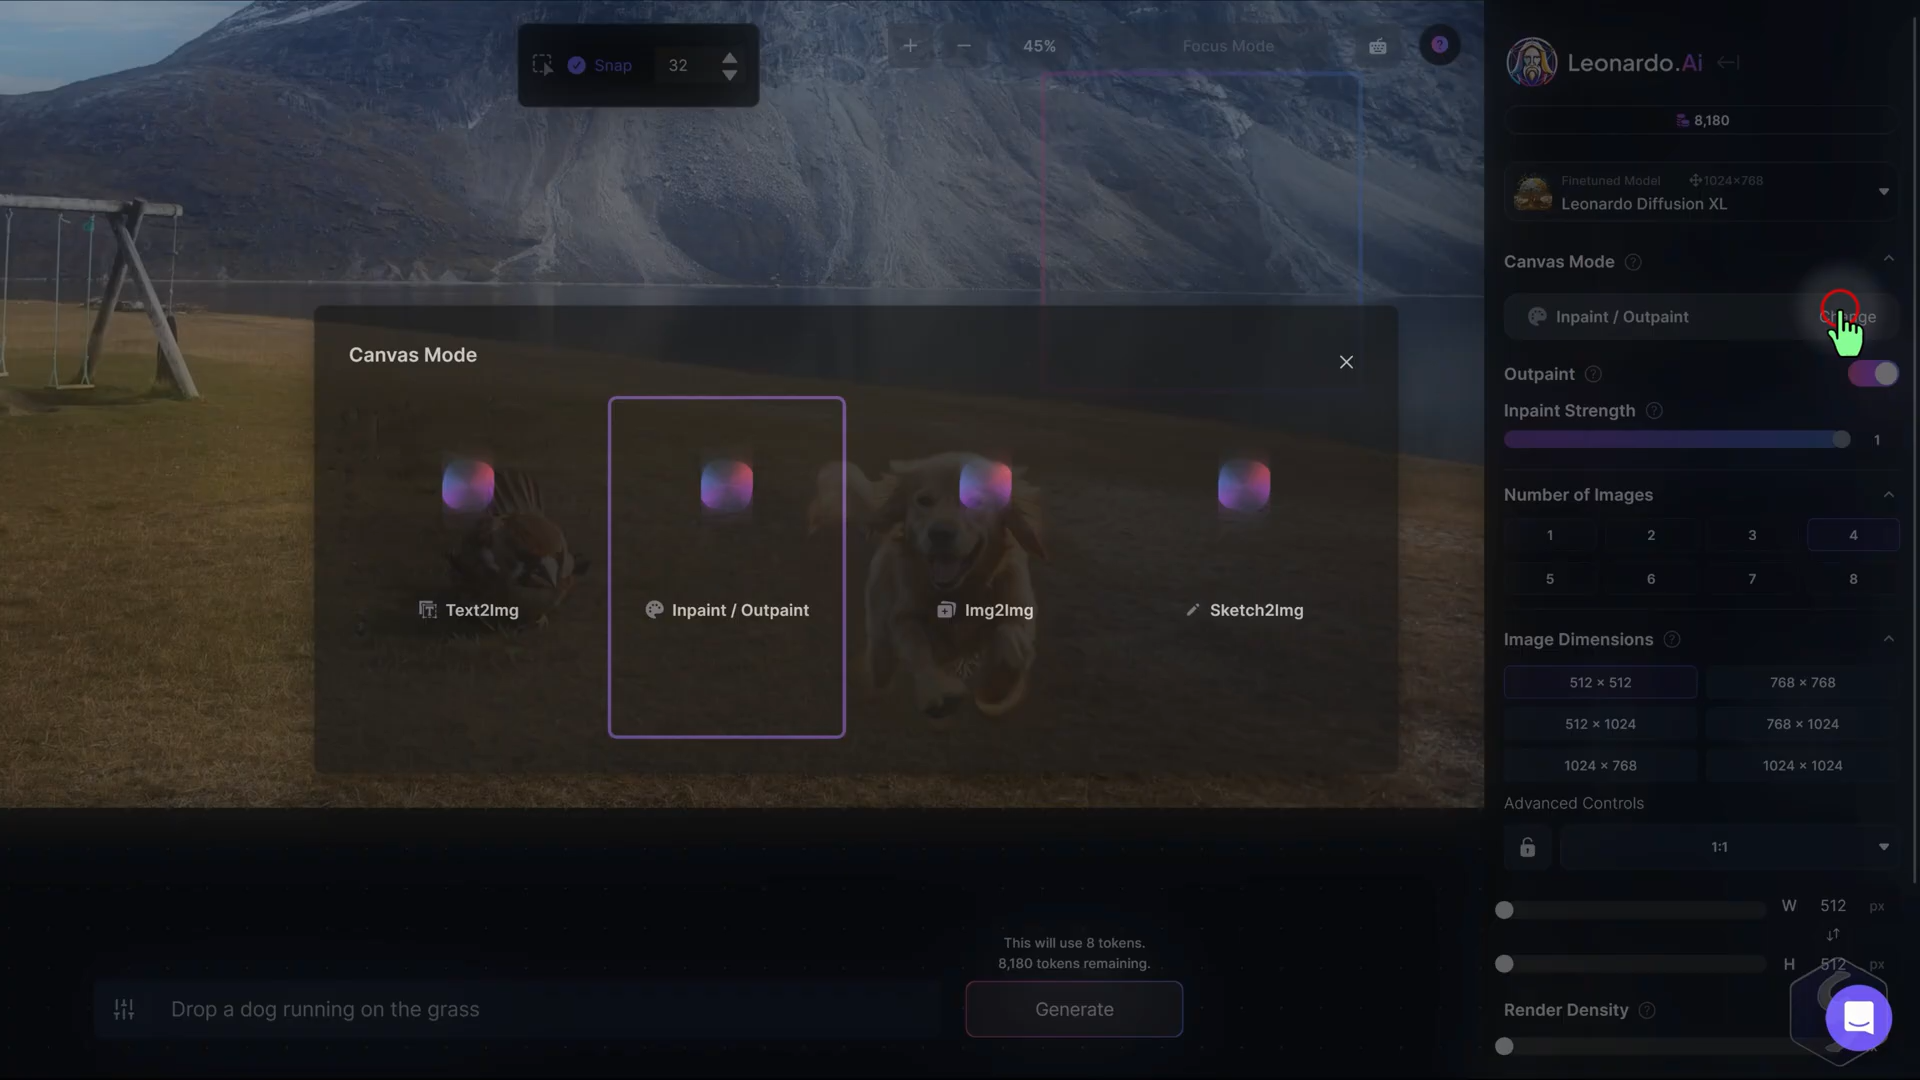 Snap
32
45%
Focus Mode
Leonardo.Ai
8,180
Finetuned Model
1024×768
Leonardo Diffusion XL
Canvas Mode
Inpaint / Outpaint
Change
Outpaint
Inpaint Strength
1
Number of Images
1
2
3
4
5
6
7
8
Image Dimensions
512 × 512
768 × 768
512 × 1024
768 × 1024
1024 × 768
1024 × 1024
Advanced Controls
1:1
W 512 px
H 512 px
Render Density
Canvas Mode
Text2Img
Inpaint / Outpaint
Img2Img
Sketch2Img
This will use 8 tokens.
8,180 tokens remaining.
Drop a dog running on the grass
Generate